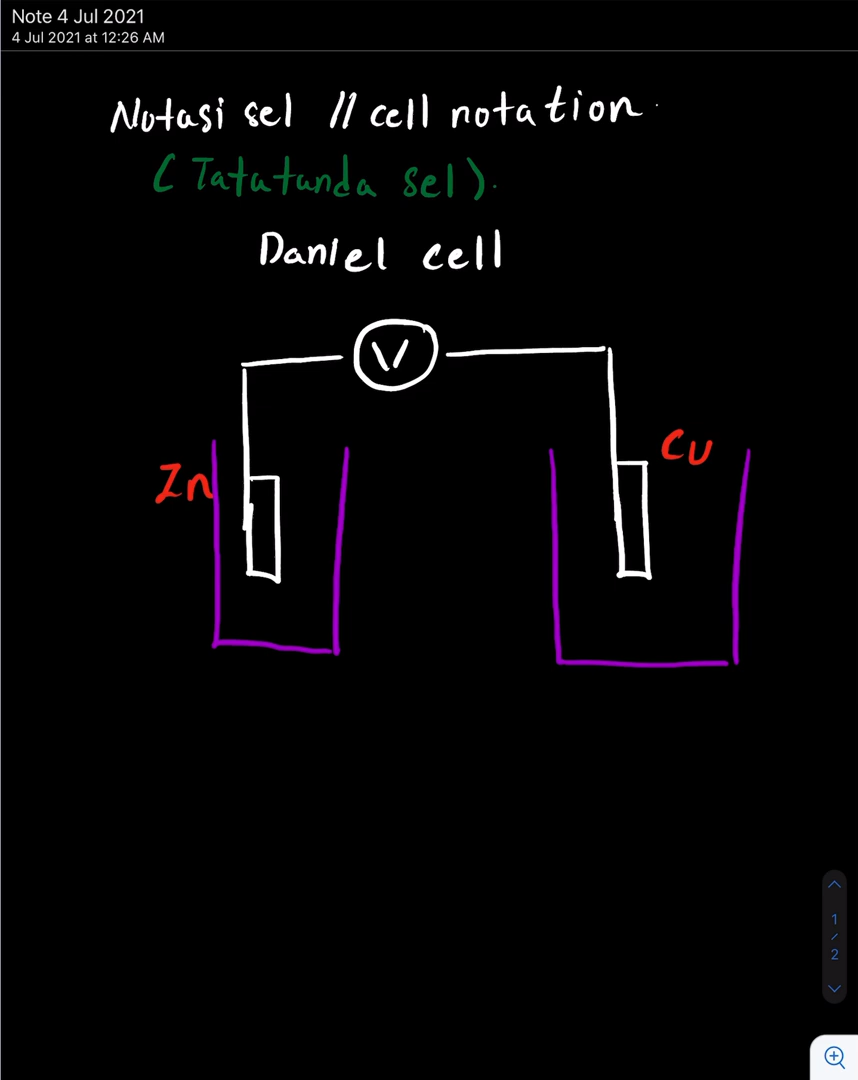 Note 4 Jul 2021
4 Jul 2021 at 12:26 AM
Notasi sel // cell notation.
(Tatatanda sel).
Daniel cell
V
Zn
Cu
1
/
2